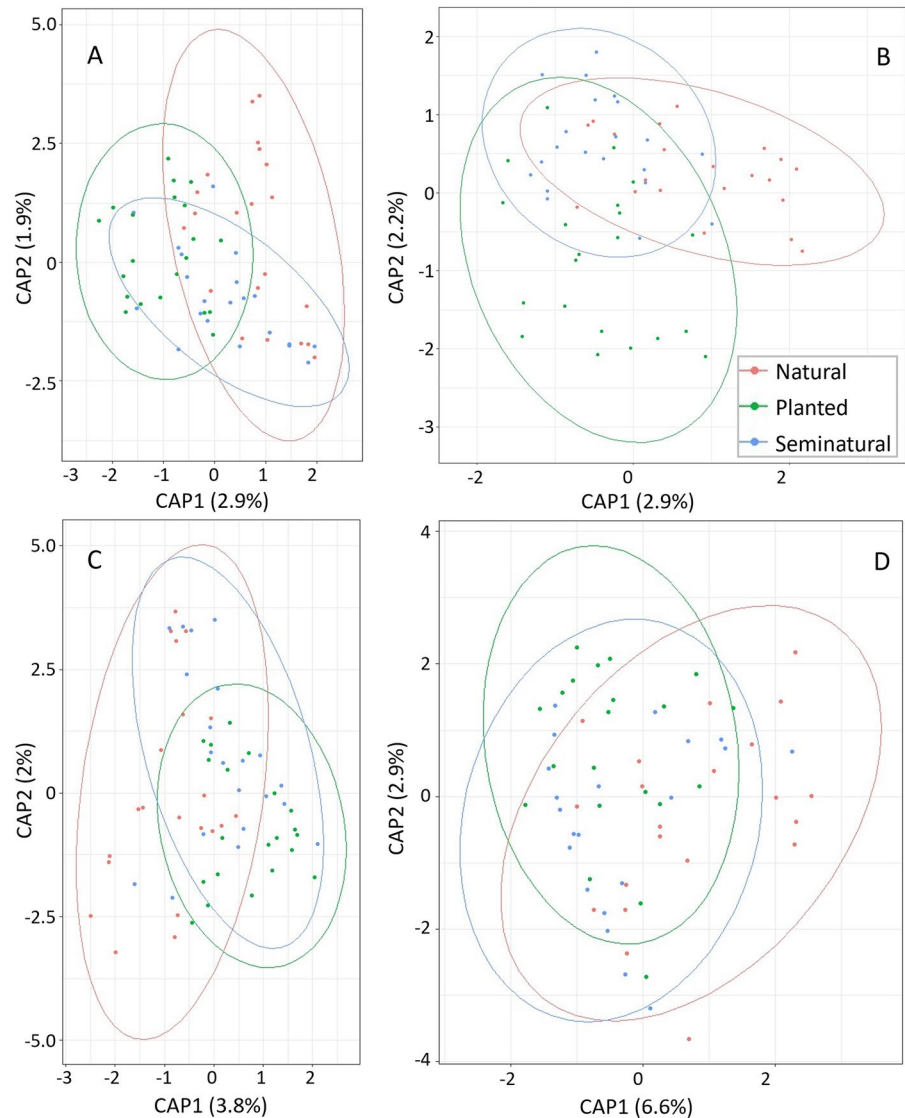 A
5.0
2.5
0
-2.5
CAP2 (1.9%)
-3 -2 -1 0 1 2
CAP1 (2.9%)
B
2
1
0
-1
-2
-3
CAP2 (2.2%)
-2 0 2
CAP1 (2.9%)
Natural
Planted
Seminatural
C
5.0
2.5
0
-2.5
-5.0
CAP2 (2%)
-3 -2 -1 0 1 2
CAP1 (3.8%)
D
4
2
0
-2
-4
CAP2 (2.9%)
-2 0 2
CAP1 (6.6%)